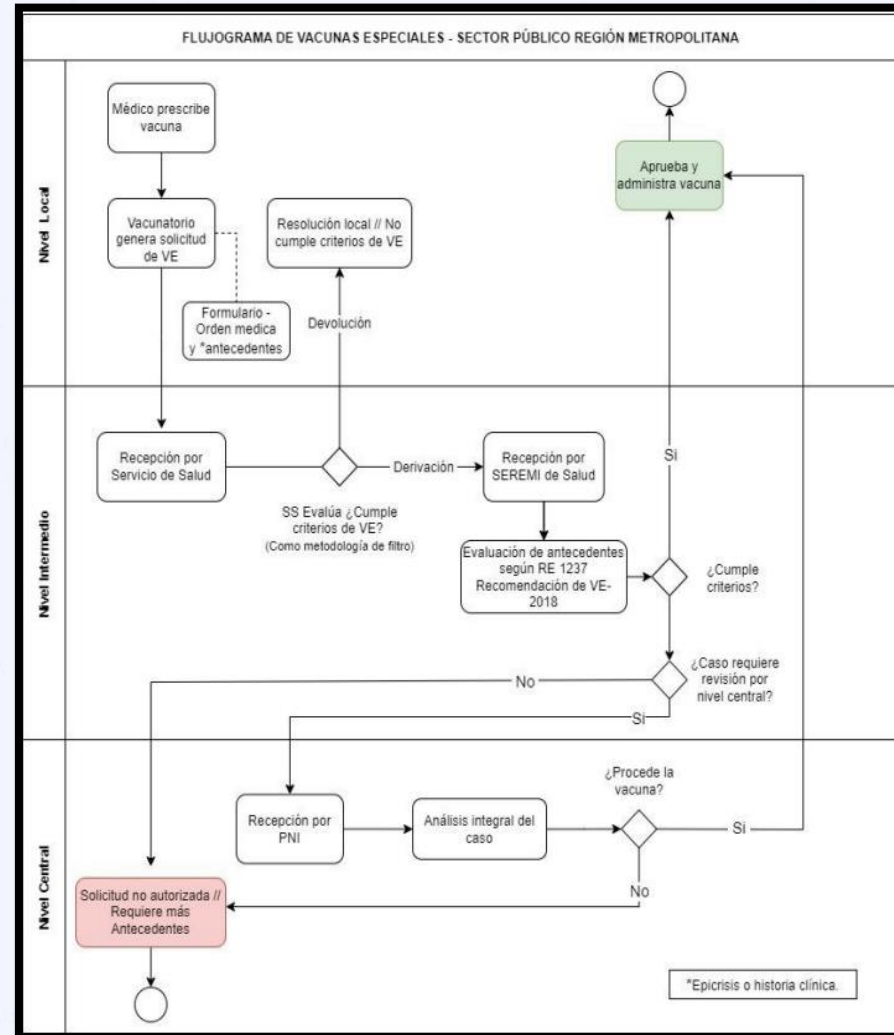 FLUJOGRAMA DE VACUNAS ESPECIALES - SECTOR PÚBLICO REGIÓN METROPOLITANA
Nivel Local
Médico prescribe
vacuna
Vacunatorio
genera solicitud
de VE
Formulario -
Orden medica
y *antecedentes
Resolución local // No
cumple criterios de VE
Devolución
Aprueba y
administra vacuna
Nivel Intermedio
Recepción por
Servicio de Salud
SS Evalúa ¿Cumple
criterios de VE?
(Como metodología de filtro)
Derivación
Recepción por
SEREMI de Salud
Evaluación de antecedentes
según RE 1237
Recomendación de VE-
2018
¿Cumple
criterios?
Si
¿Caso requiere
revisión por
nivel central?
No
Si
Nivel Central
Recepción por
PNI
Análisis integral del
caso
¿Procede la
vacuna?
Si
No
Solicitud no autorizada //
Requiere más
Antecedentes
*Epicrisis o historia clínica.